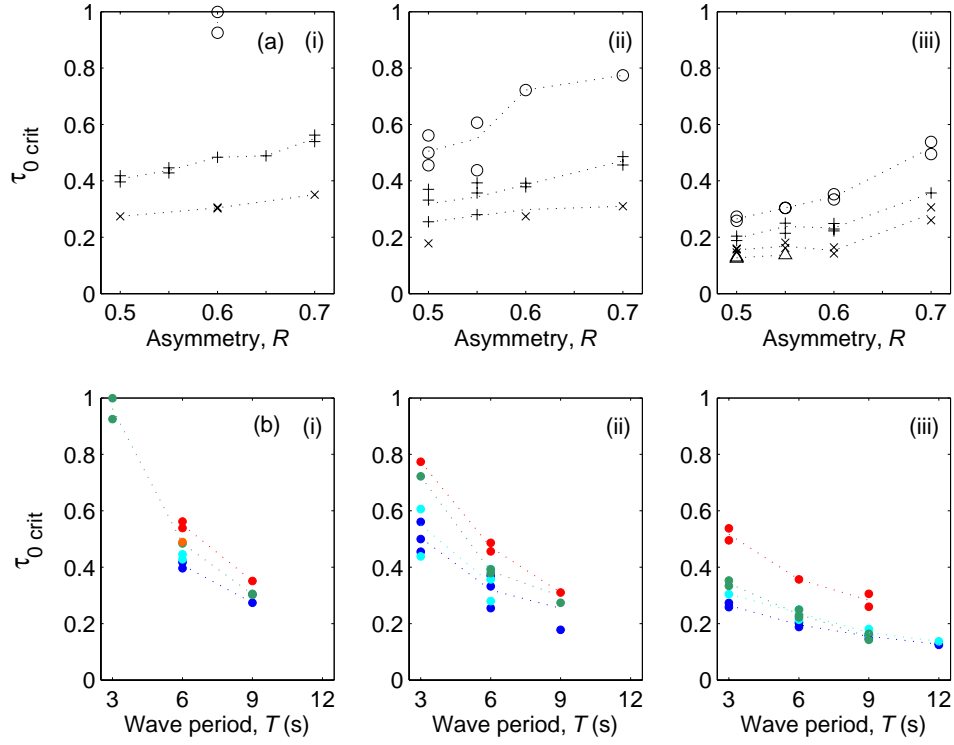 (a) (i)
(ii)
(iii)
1
0.8
0.6
0.4
0.2
0
τ0 crit
0.5 0.6 0.7
Asymmetry, R
1
0.8
0.6
0.4
0.2
0
0.5 0.6 0.7
Asymmetry, R
1
0.8
0.6
0.4
0.2
0
0.5 0.6 0.7
Asymmetry, R
(b) (i)
(ii)
(iii)
1
0.8
0.6
0.4
0.2
0
τ0 crit
3 6 9 12
Wave period, T (s)
1
0.8
0.6
0.4
0.2
0
3 6 9 12
Wave period, T (s)
1
0.8
0.6
0.4
0.2
0
3 6 9 12
Wave period, T (s)